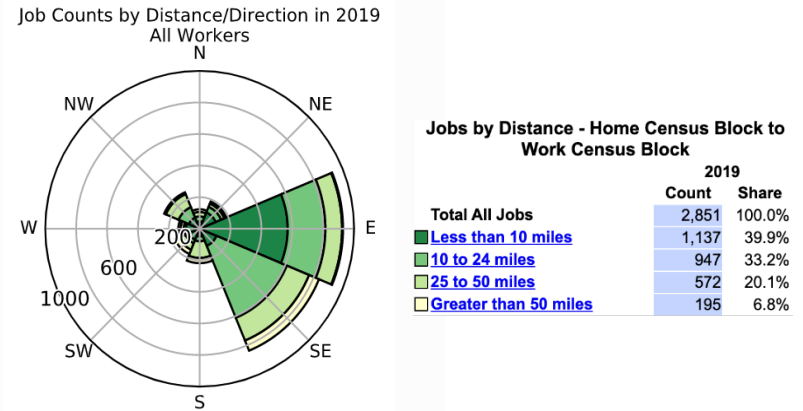 Job Counts by Distance/Direction in 2019
All Workers
N
NW
NE
W
E
200
600
1000
SW
SE
S
Jobs by Distance - Home Census Block to
Work Census Block
2019
Count Share
Total All Jobs 2,851 100.0%
Less than 10 miles 1,137 39.9%
10 to 24 miles 947 33.2%
25 to 50 miles 572 20.1%
Greater than 50 miles 195 6.8%